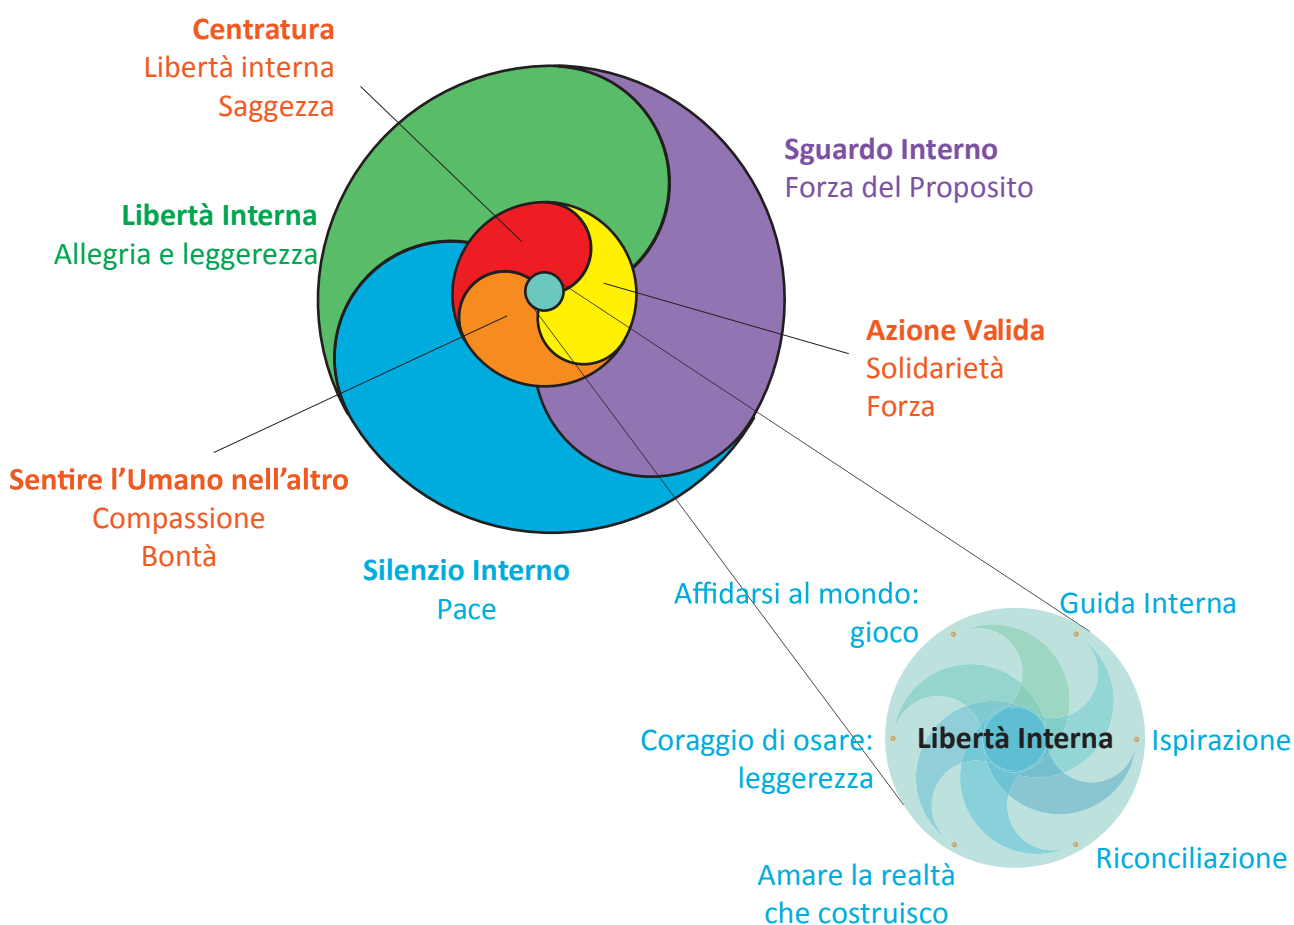 Centratura
Libertà interna
Saggezza
Sguardo Interno
Forza del Proposito
Libertà Interna
Allegria e leggerezza
Azione Valida
Solidarietà
Forza
Sentire l'Umano nell'altro
Compassione
Bontà
Silenzio Interno
Pace
Affidarsi al mondo:
gioco
Guida Interna
Coraggio di osare:
leggerezza
Libertà Interna
Ispirazione
Riconciliazione
Amare la realtà
che costruisco